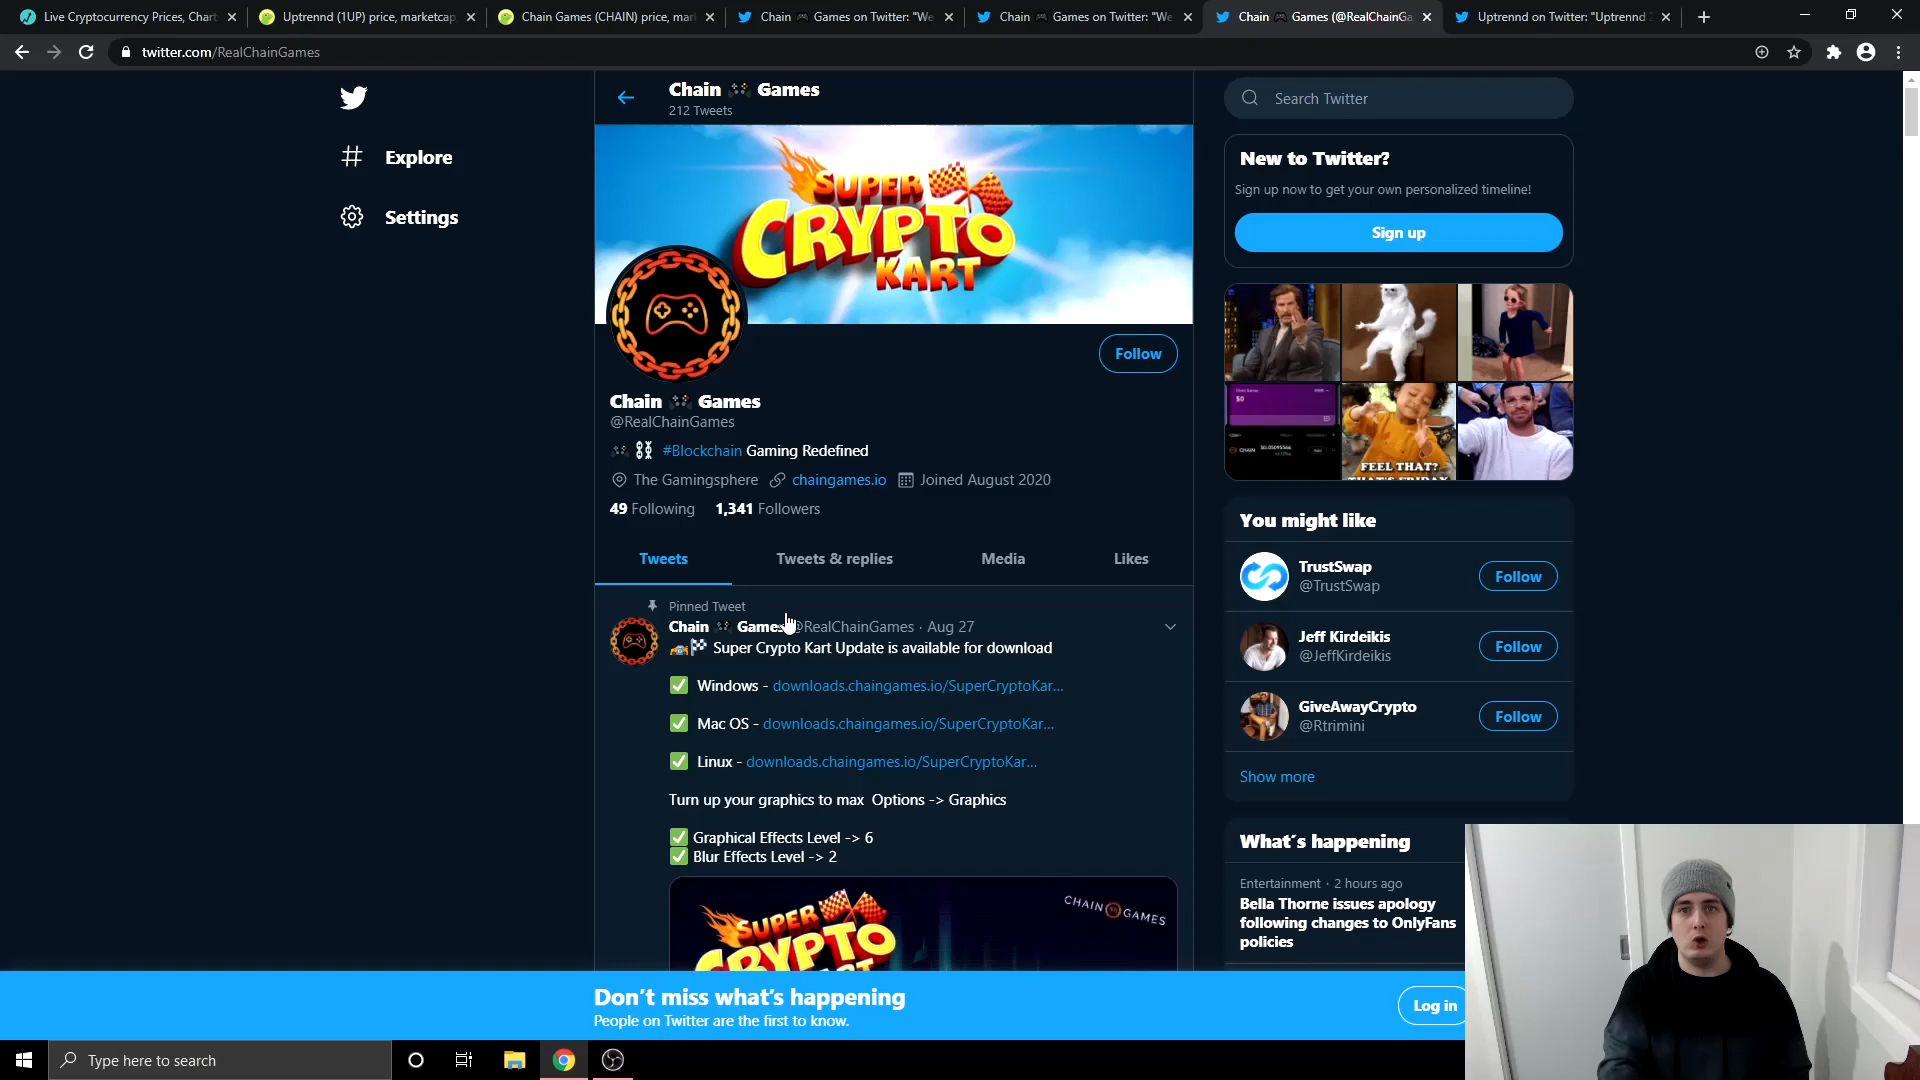 Live Cryptocurrency Prices, Chart
Uptrennd (1UP) price, marketcap
Chain Games (CHAIN) price, mar
Chain 🎮 Games on Twitter: "We
Chain 🎮 Games on Twitter: "We
Chain 🎮 Games (@RealChainGa
Uptrennd on Twitter: "Uptrennd
twitter.com/RealChainGames
Chain 🎮 Games
212 Tweets
Search Twitter
Explore
Settings
New to Twitter?
Sign up now to get your own personalized timeline!
Sign up
SUPER
CRYPTO
KART
Follow
Chain 🎮 Games
@RealChainGames
🎮 ⛓ #Blockchain Gaming Redefined
The Gamingsphere chaingames.io Joined August 2020
49 Following 1,341 Followers
Tweets Tweets & replies Media Likes
Chain Games
$0
CHAIN
Add
FEEL THAT?
THAT'S FRIDAY
You might like
TrustSwap
@TrustSwap
Follow
Jeff Kirdeikis
@JeffKirdeikis
Follow
GiveAwayCrypto
@Rtrimini
Follow
Show more
Pinned Tweet
Chain 🎮 Games @RealChainGames · Aug 27
🏎🏁 Super Crypto Kart Update is available for download
✅ Windows - downloads.chaingames.io/SuperCryptoKar...
✅ Mac OS - downloads.chaingames.io/SuperCryptoKar...
✅ Linux - downloads.chaingames.io/SuperCryptoKar...
Turn up your graphics to max Options -> Graphics
✅ Graphical Effects Level -> 6
✅ Blur Effects Level -> 2
SUPER
CRYPTO
KART
CHAIN GAMES
What's happening
Entertainment · 2 hours ago
Bella Thorne issues apology
following changes to OnlyFans
policies
Don't miss what's happening
People on Twitter are the first to know.
Log in
Type here to search